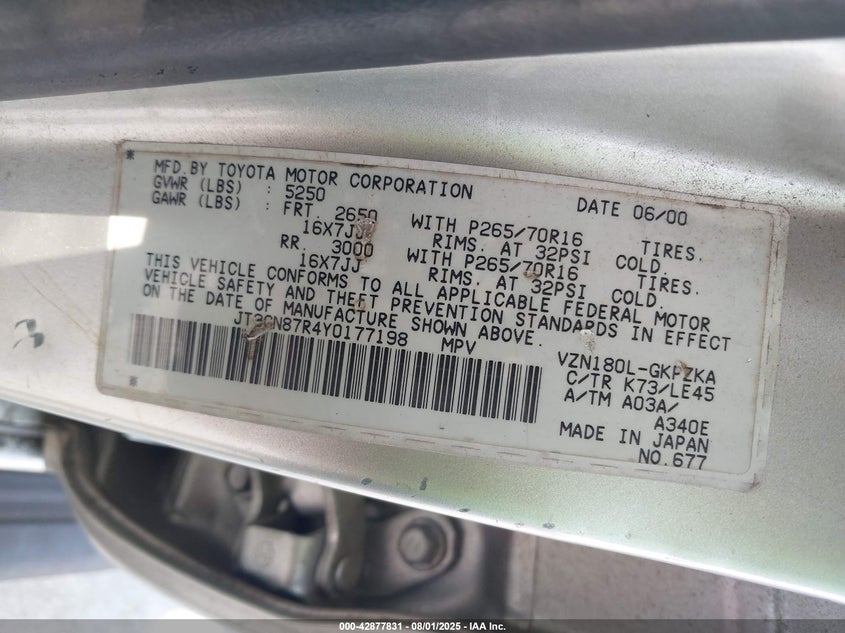 MFD.BY TOYOTA MOTOR CORPORATION DATE 06/00
GVWR (LBS) : 5250
GAWR (LBS) : FRT. 2650 WITH P265/70R16 TIRES.
16X7JJ RIMS. AT 32PSI COLD.
RR. 3000 WITH P265/70R16 TIRES.
16X7JJ RIMS. AT 32PSI COLD.
THIS VEHICLE CONFORMS TO ALL APPLICABLE FEDERAL MOTOR
VEHICLE SAFETY AND THEFT PREVENTION STANDARDS IN EFFECT
ON THE DATE OF MANUFACTURE SHOWN ABOVE.
JT3GN87R4Y0177198 MPV
VZN180L-GKPZKA
C/TR K73/LE45
A/TM A03A/
A340E
MADE IN JAPAN
NO.677
000-42877831 - 08/01/2025 - IAA Inc.